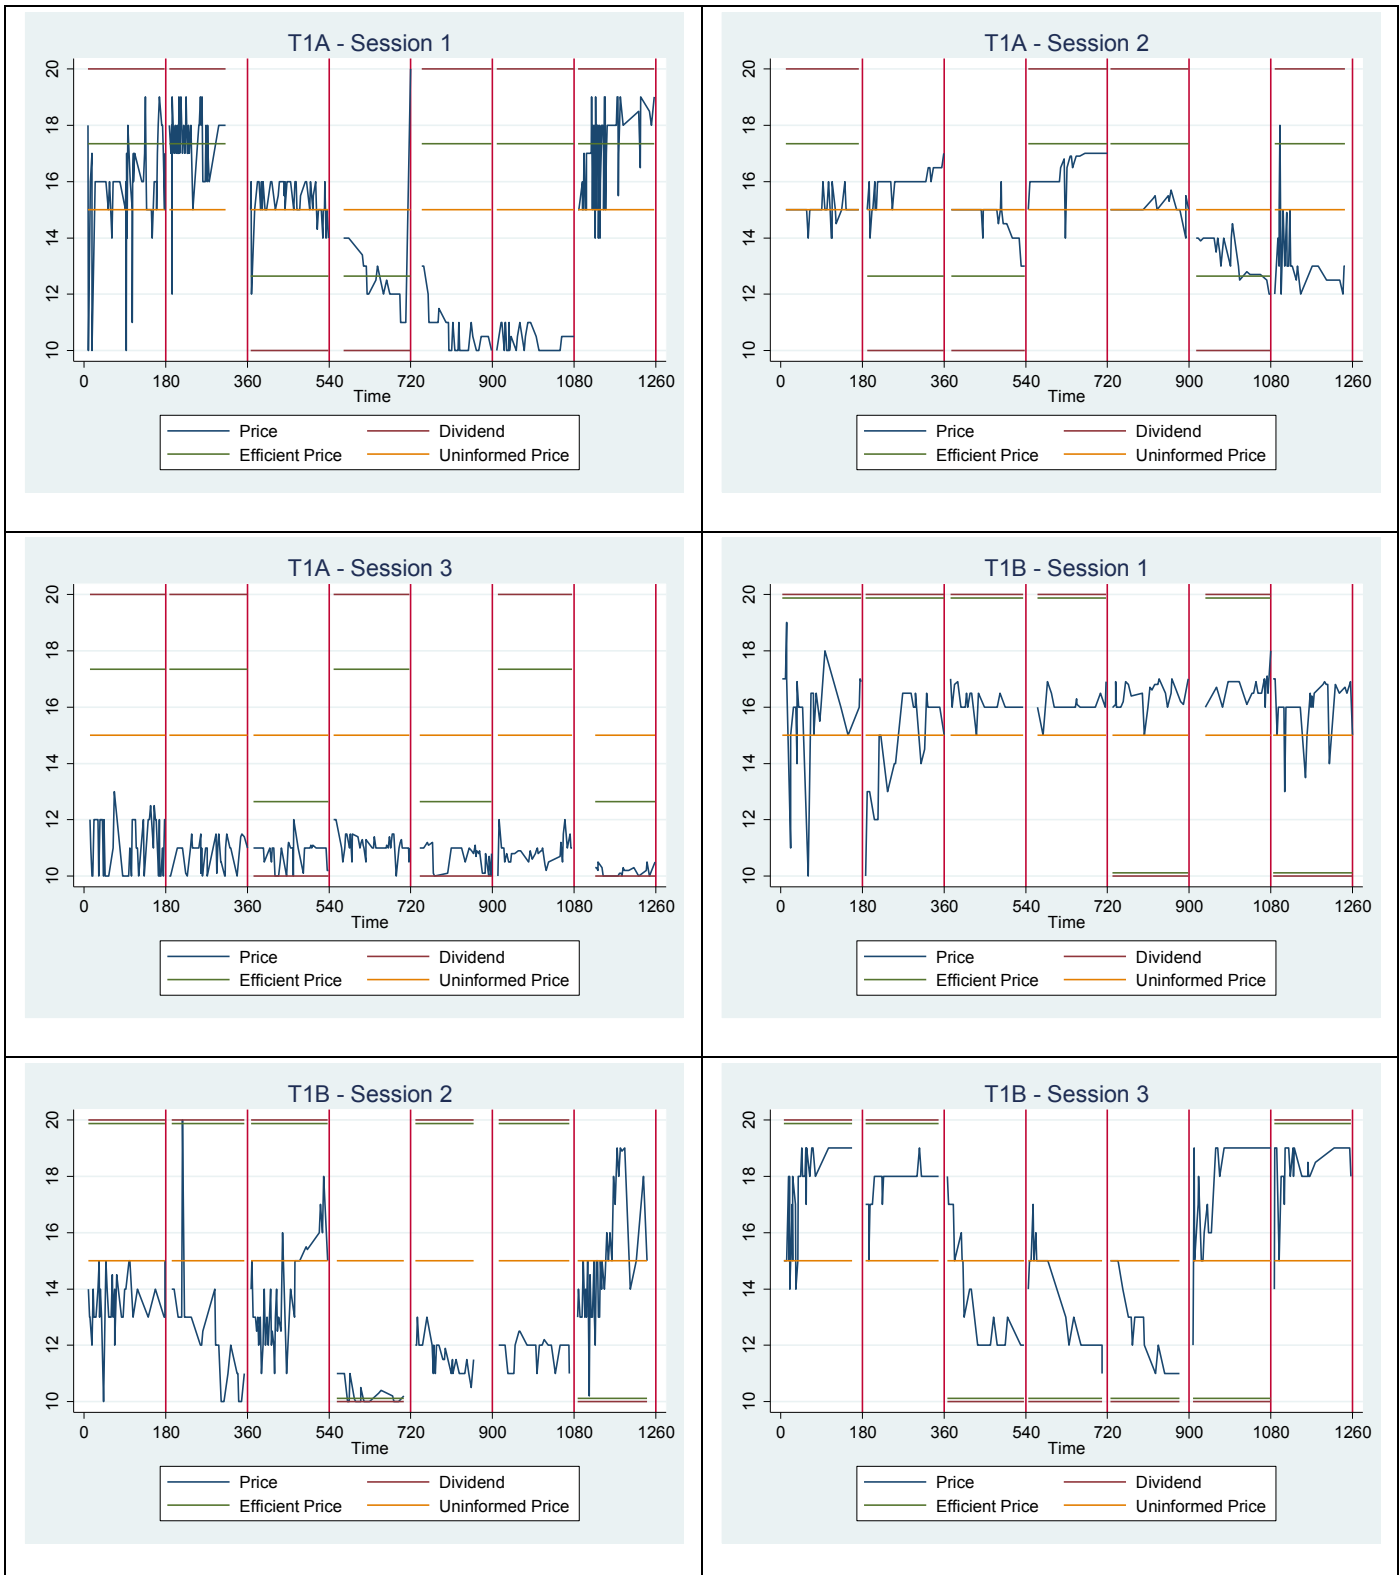 T1A - Session 1
20
18
16
14
12
10
0 180 360 540 720 900 1080 1260
Time
Price Dividend
Efficient Price Uninformed Price
T1A - Session 2
20
18
16
14
12
10
0 180 360 540 720 900 1080 1260
Time
Price Dividend
Efficient Price Uninformed Price
T1A - Session 3
20
18
16
14
12
10
0 180 360 540 720 900 1080 1260
Time
Price Dividend
Efficient Price Uninformed Price
T1B - Session 1
20
18
16
14
12
10
0 180 360 540 720 900 1080 1260
Time
Price Dividend
Efficient Price Uninformed Price
T1B - Session 2
20
18
16
14
12
10
0 180 360 540 720 900 1080 1260
Time
Price Dividend
Efficient Price Uninformed Price
T1B - Session 3
20
18
16
14
12
10
0 180 360 540 720 900 1080 1260
Time
Price Dividend
Efficient Price Uninformed Price